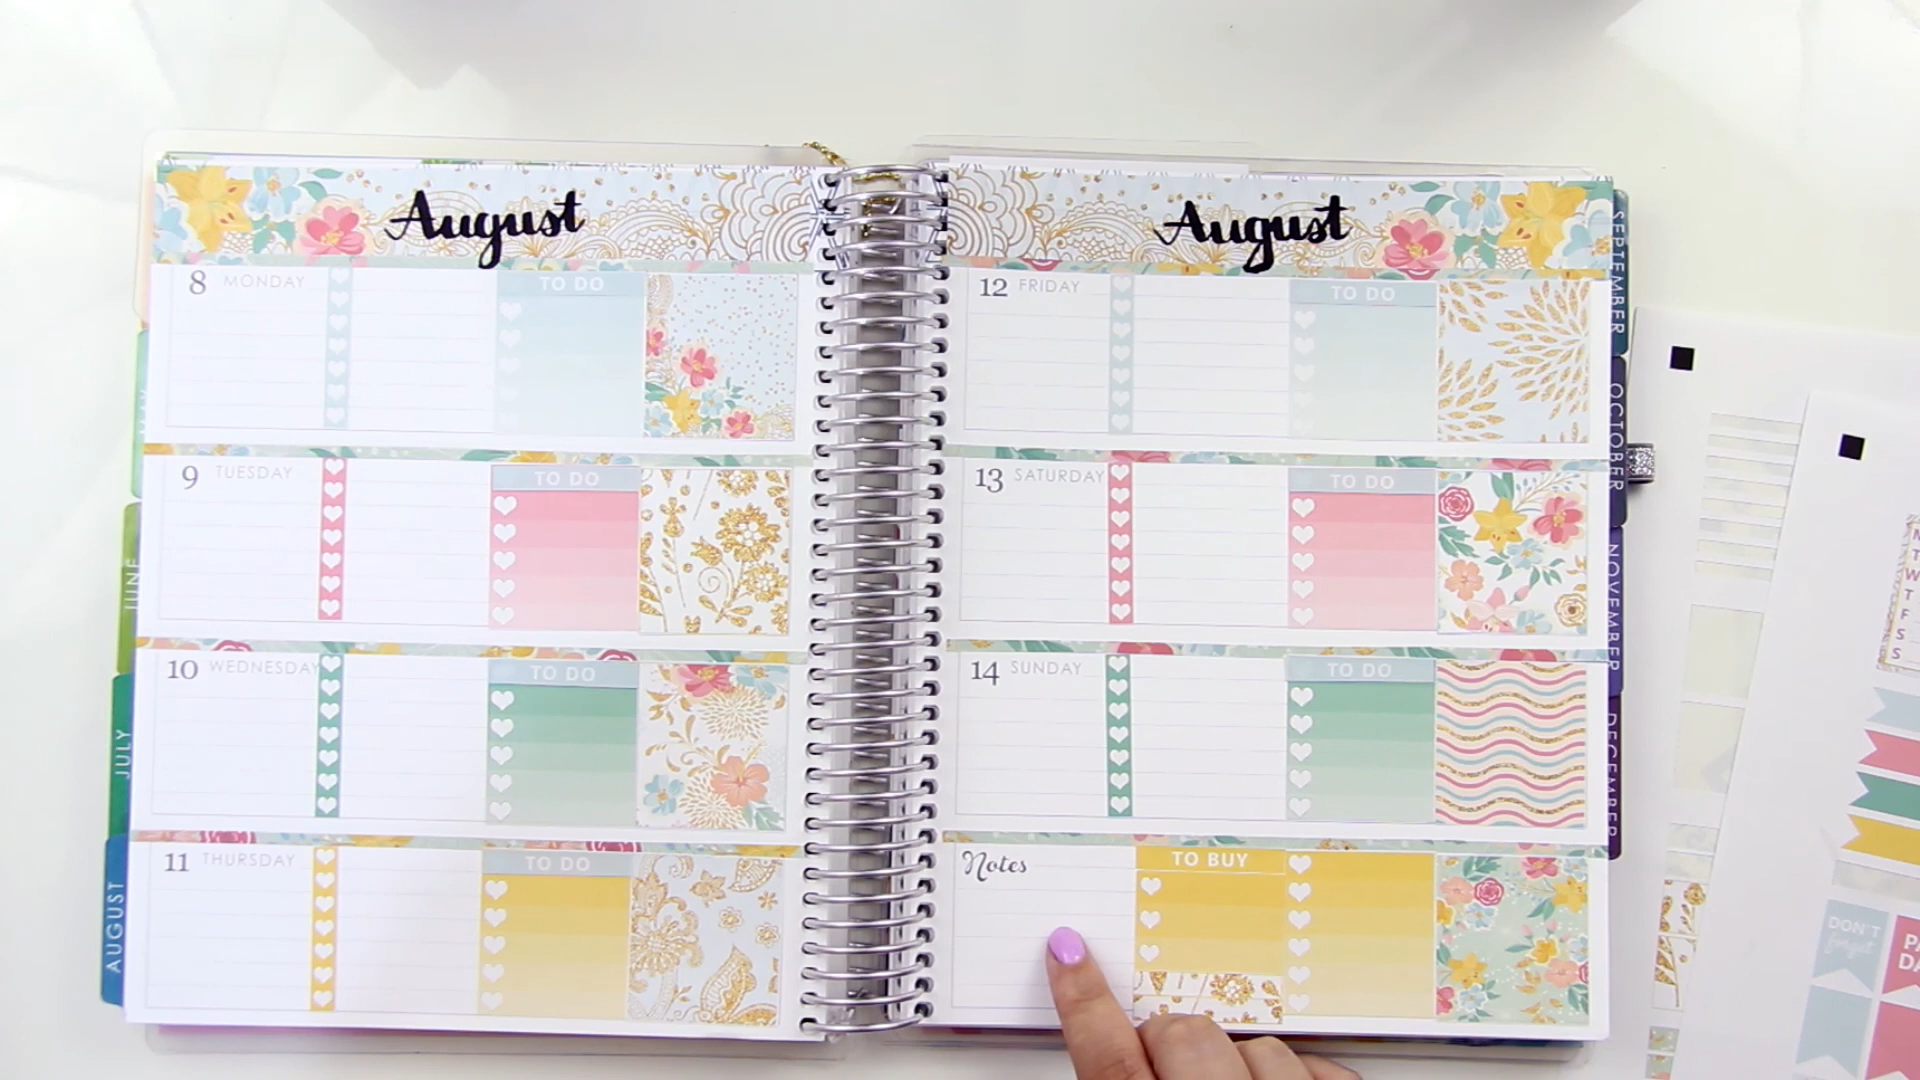 August
8 MONDAY
TO DO
9 TUESDAY
TO DO
10 WEDNESDAY
TO DO
11 THURSDAY
TO DO
August
12 FRIDAY
TO DO
13 SATURDAY
TO DO
14 SUNDAY
TO DO
Notes
TO BUY
JUNE
JULY
AUGUST
SEPTEMBER
OCTOBER
NOVEMBER
DECEMBER
T
W
T
F
S
S
DON'T
forget